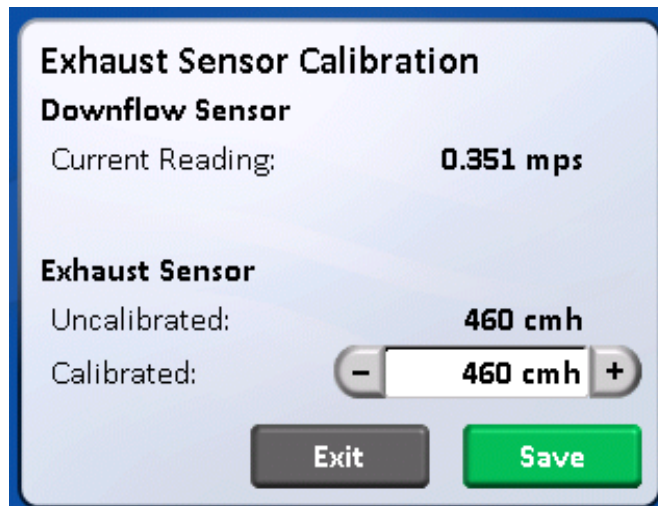 Exhaust Sensor Calibration
Downflow Sensor
Current Reading: 0.351 mps
Exhaust Sensor
Uncalibrated: 460 cmh
Calibrated: - 460 cmh +
Exit Save